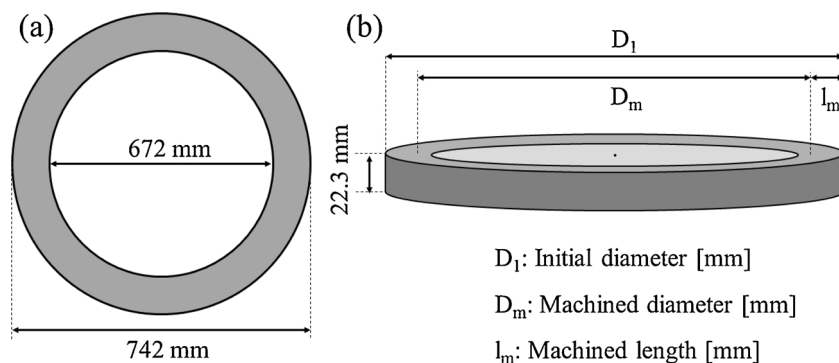 (a)
672 mm
742 mm
(b)
D₁
Dₘ
lₘ
22.3 mm
D₁: Initial diameter [mm]
Dₘ: Machined diameter [mm]
lₘ: Machined length [mm]